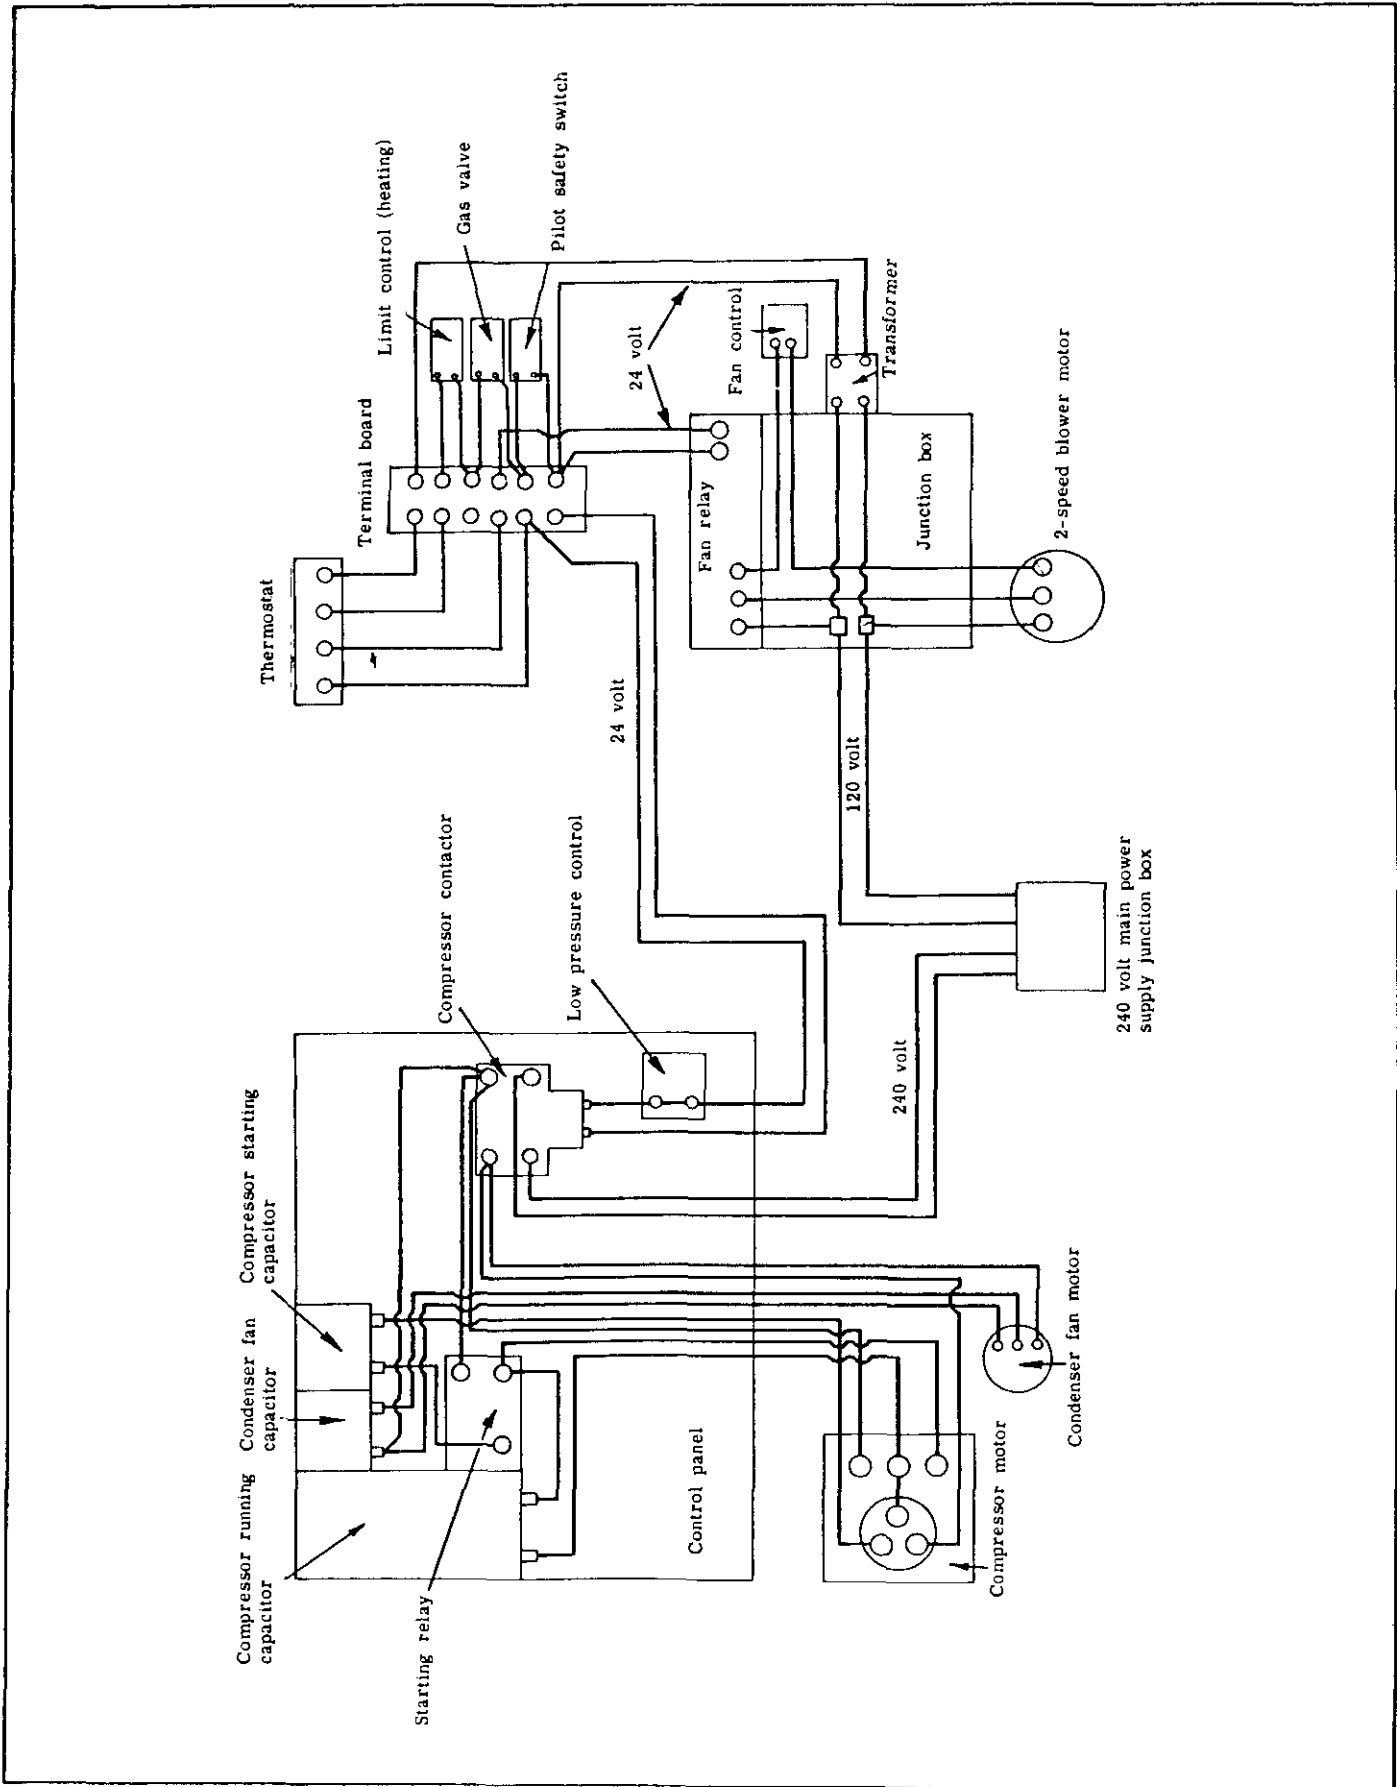 Compressor running
capacitor
Condenser fan
capacitor
Compressor starting
capacitor
Starting relay
Compressor contactor
Low pressure control
Control panel
Compressor motor
Condenser fan motor
240 volt
240 volt main power
supply junction box
120 volt
24 volt
Thermostat
Terminal board
Limit control (heating)
Gas valve
Pilot safety switch
24 volt
Fan relay
Fan control
Transformer
Junction box
2-speed blower motor